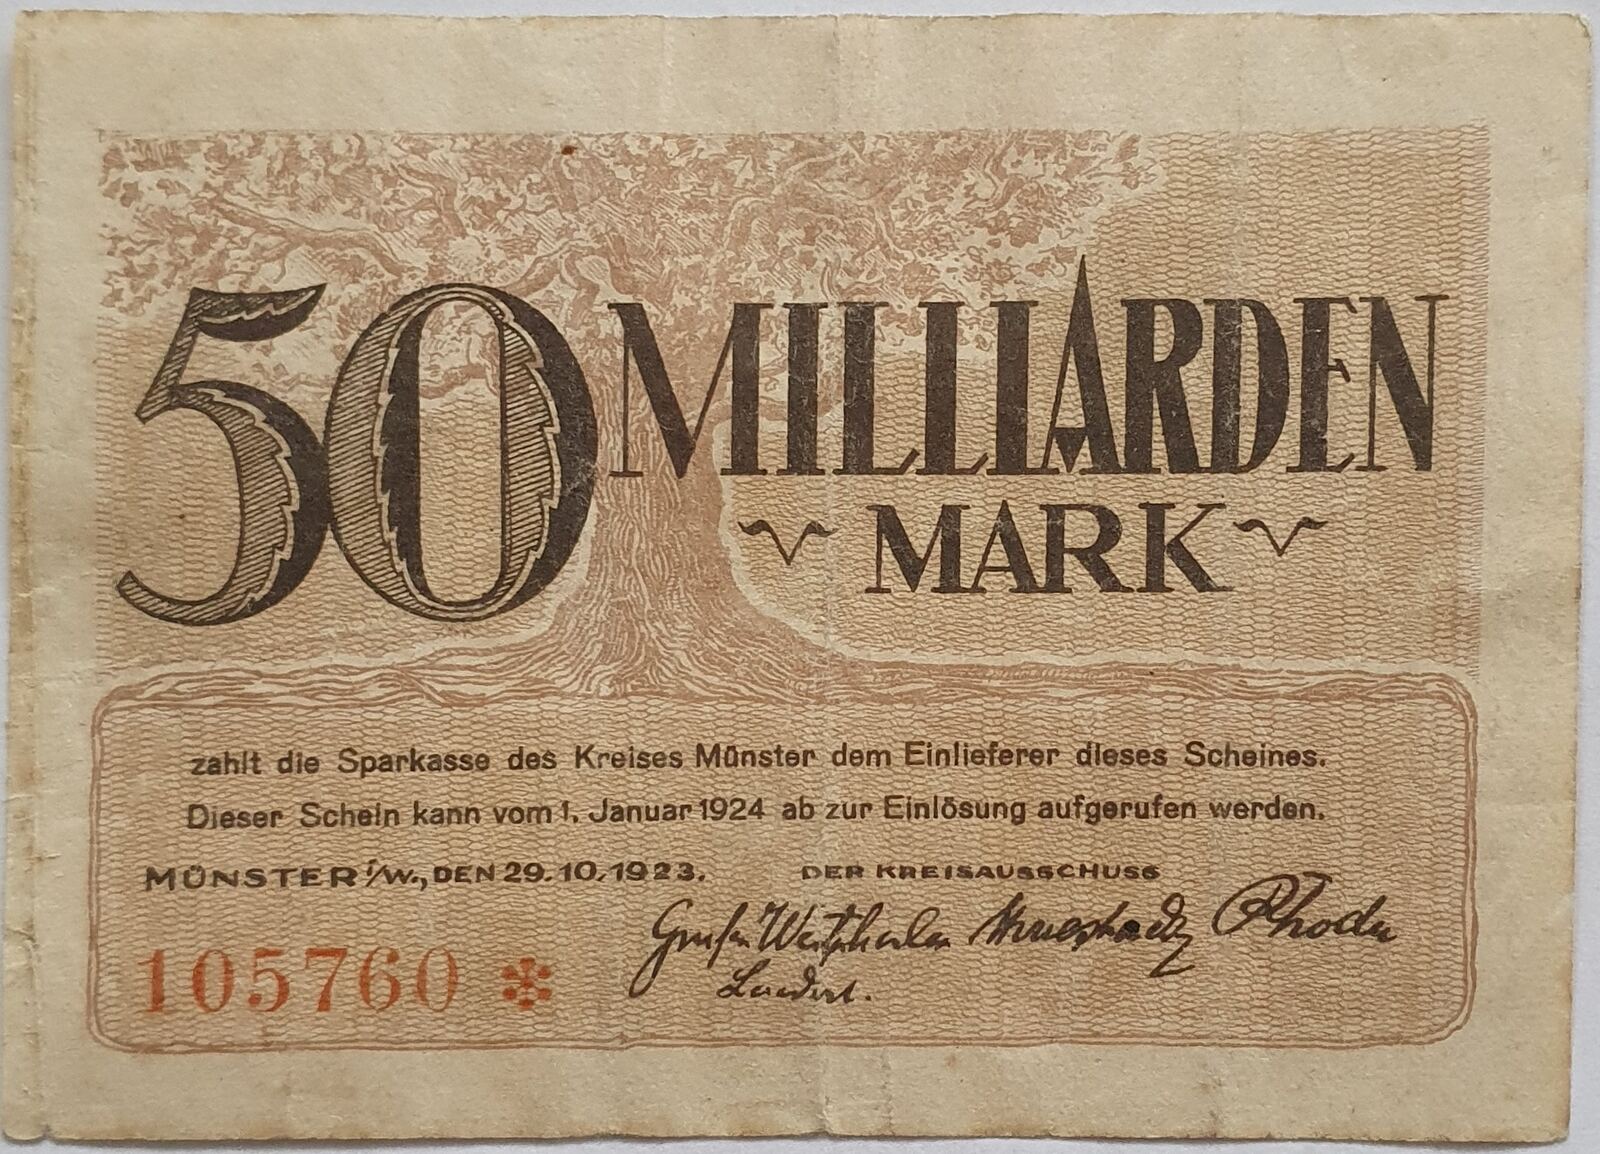 50 MILLIARDEN
MARK
zahlt die Sparkasse des Kreises Münster dem Einlieferer dieses Scheines.
Dieser Schein kann vom 1. Januar 1924 ab zur Einlösung aufgerufen werden.
MÜNSTER i/W., DEN 29.10.1923. DER KREISAUSSCHUSS
105760 *